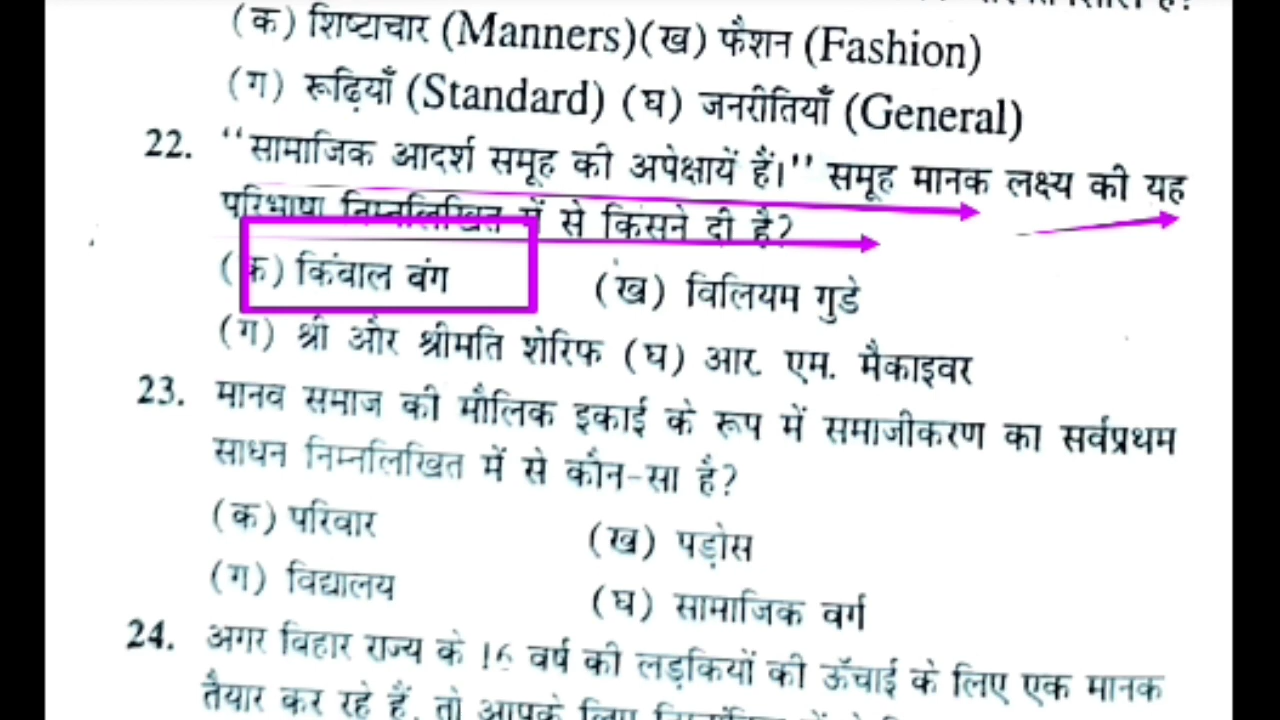 (क) शिष्टाचार (Manners)(ख) फैशन (Fashion)
(ग) रूढ़ियाँ (Standard) (घ) जनरीतियाँ (General)
22. "सामाजिक आदर्श समूह की अपेक्षायें हैं।" समूह मानक लक्ष्य की यह
परिभाषा निम्नलिखित में से किसने दी है?
(क) किंवाल वंग (ख) विलियम गुडे
(ग) श्री और श्रीमति शेरिफ (घ) आर. एम. मैकाइवर
23. मानव समाज की मौलिक इकाई के रूप में समाजीकरण का सर्वप्रथम
साधन निम्नलिखित में से कौन-सा है?
(क) परिवार (ख) पड़ोस
(ग) विद्यालय (घ) सामाजिक वर्ग
24. अगर विहार राज्य के 16 वर्ष की लड़कियों की ऊँचाई के लिए एक मानक
तैयार कर रहे हैं, तो आपके लिए